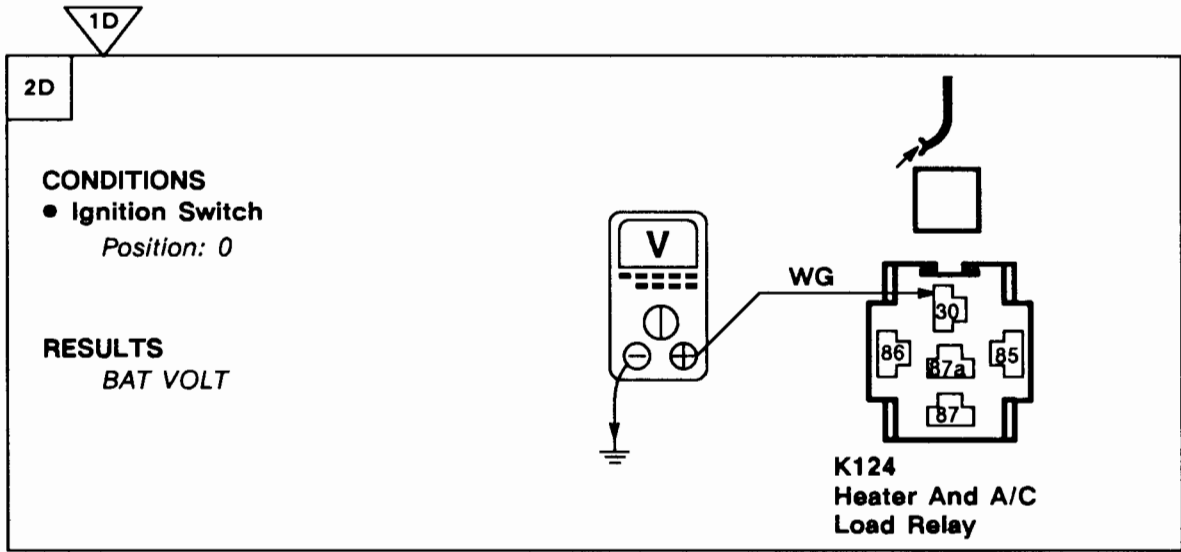 1D
2D
CONDITIONS
● Ignition Switch
Position: 0
RESULTS
BAT VOLT
V
WG
30
86
87a
85
87
K124
Heater And A/C
Load Relay